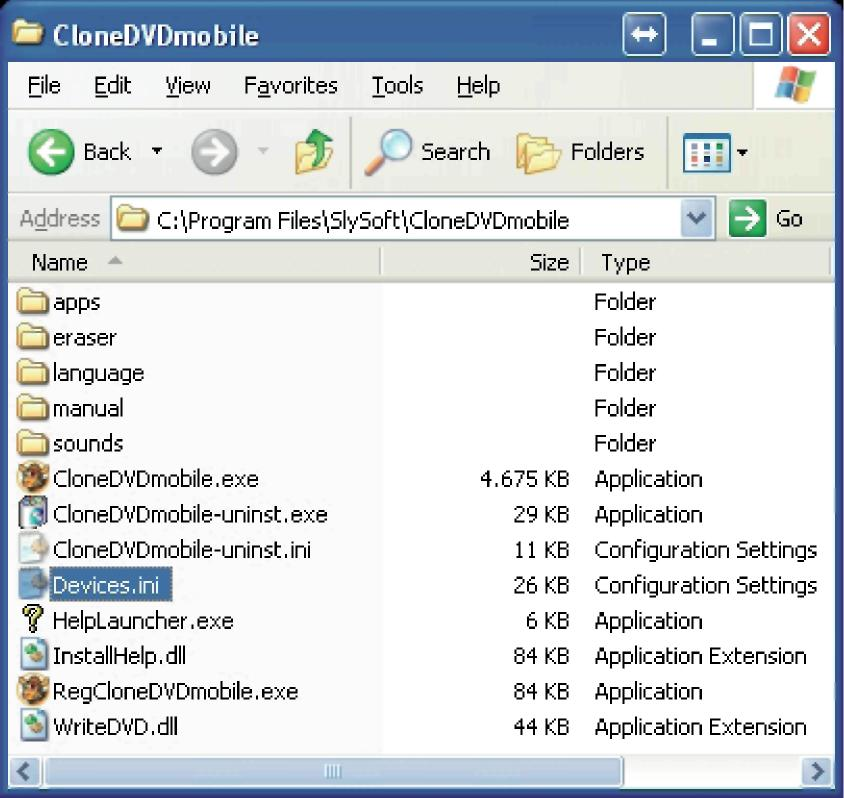 CloneDVDmobile
File Edit View Favorites Tools Help
Back Search Folders
Address C:\Program Files\SlySoft\CloneDVDmobile Go
Name Size Type
apps Folder
eraser Folder
language Folder
manual Folder
sounds Folder
CloneDVDmobile.exe 4.675 KB Application
CloneDVDmobile-uninst.exe 29 KB Application
CloneDVDmobile-uninst.ini 11 KB Configuration Settings
Devices.ini 26 KB Configuration Settings
HelpLauncher.exe 6 KB Application
InstallHelp.dll 84 KB Application Extension
RegCloneDVDmobile.exe 84 KB Application
WriteDVD.dll 44 KB Application Extension